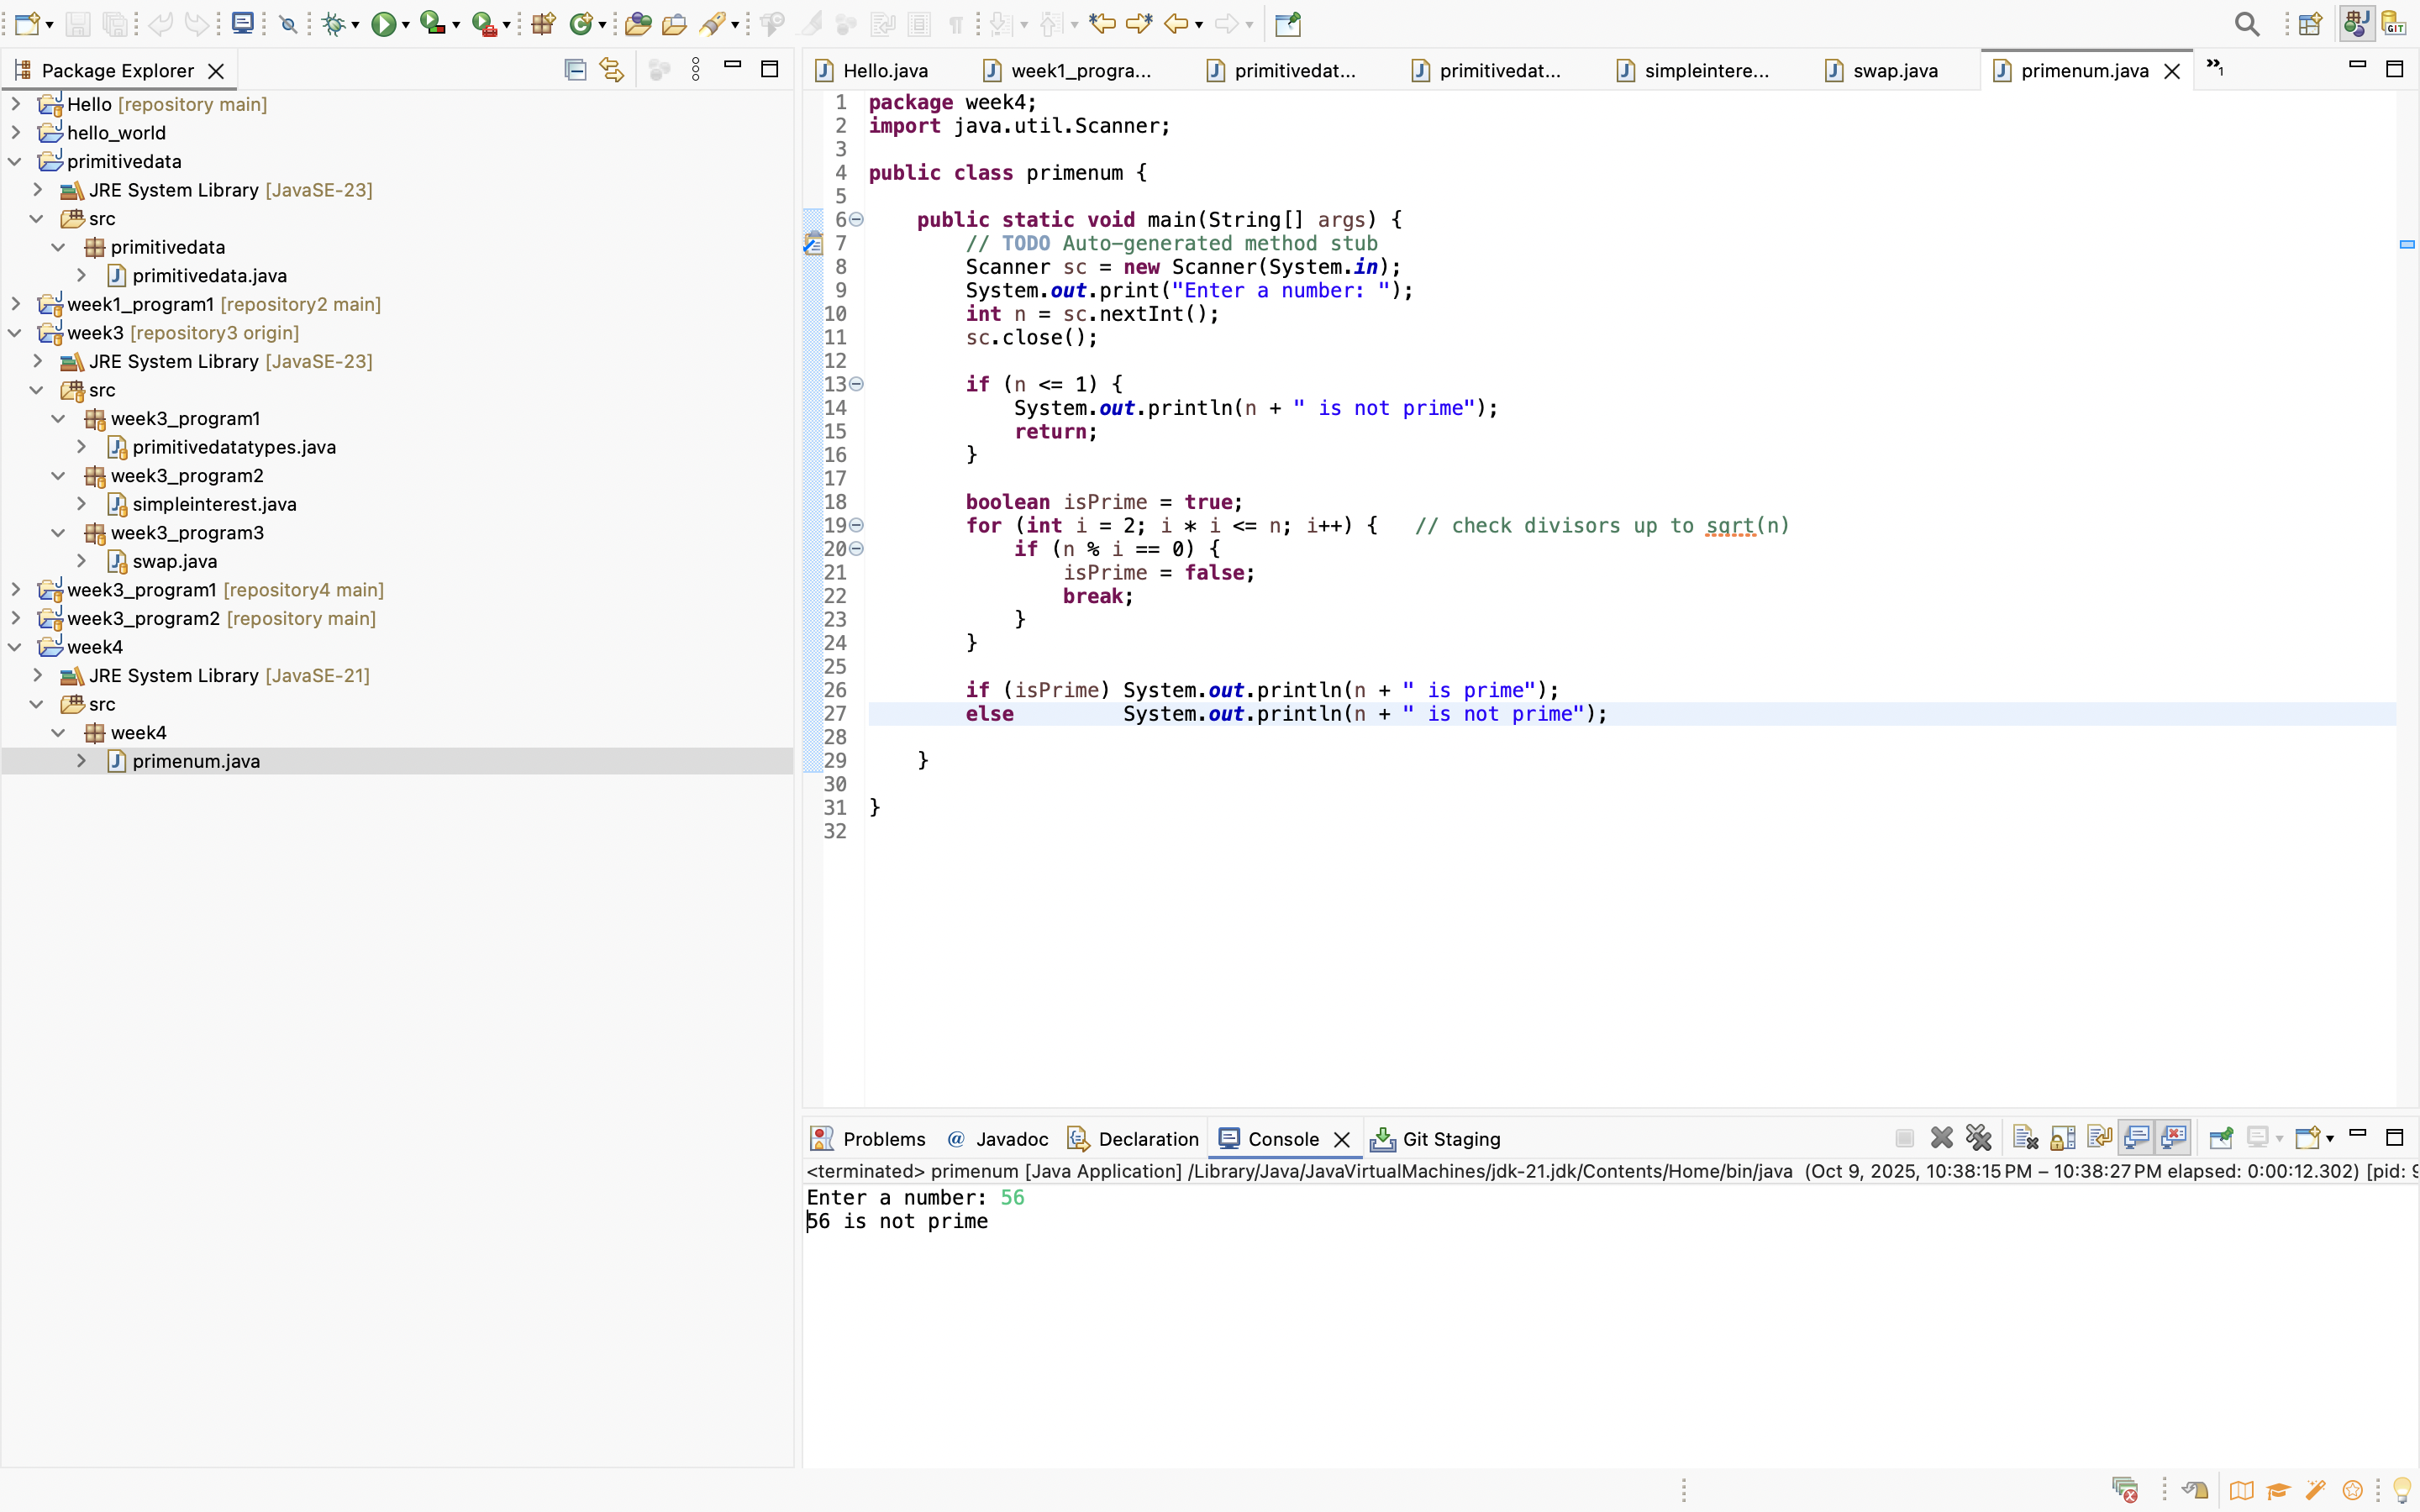 Package Explorer
Hello [repository main]
hello_world
primitivedata
JRE System Library [JavaSE-23]
src
primitivedata
primitivedata.java
week1_program1 [repository2 main]
week3 [repository3 origin]
JRE System Library [JavaSE-23]
src
week3_program1
primitivedatatypes.java
week3_program2
simpleinterest.java
week3_program3
swap.java
week3_program1 [repository4 main]
week3_program2 [repository main]
week4
JRE System Library [JavaSE-21]
src
week4
primenum.java
Hello.java week1_progra... primitivedat... primitivedat... simpleintere... swap.java primenum.java »1
1 package week4;
2 import java.util.Scanner;
3
4 public class primenum {
5
6     public static void main(String[] args) {
7         // TODO Auto-generated method stub
8         Scanner sc = new Scanner(System.in);
9         System.out.print("Enter a number: ");
10         int n = sc.nextInt();
11         sc.close();
12
13         if (n <= 1) {
14             System.out.println(n + " is not prime");
15             return;
16         }
17
18         boolean isPrime = true;
19         for (int i = 2; i * i <= n; i++) {   // check divisors up to sqrt(n)
20             if (n % i == 0) {
21                 isPrime = false;
22                 break;
23             }
24         }
25
26         if (isPrime) System.out.println(n + " is prime");
27         else         System.out.println(n + " is not prime");
28
29     }
30
31 }
32
Problems @ Javadoc Declaration Console Git Staging
<terminated> primenum [Java Application] /Library/Java/JavaVirtualMachines/jdk-21.jdk/Contents/Home/bin/java (Oct 9, 2025, 10:38:15 PM – 10:38:27 PM elapsed: 0:00:12.302) [pid: 
Enter a number: 56
56 is not prime